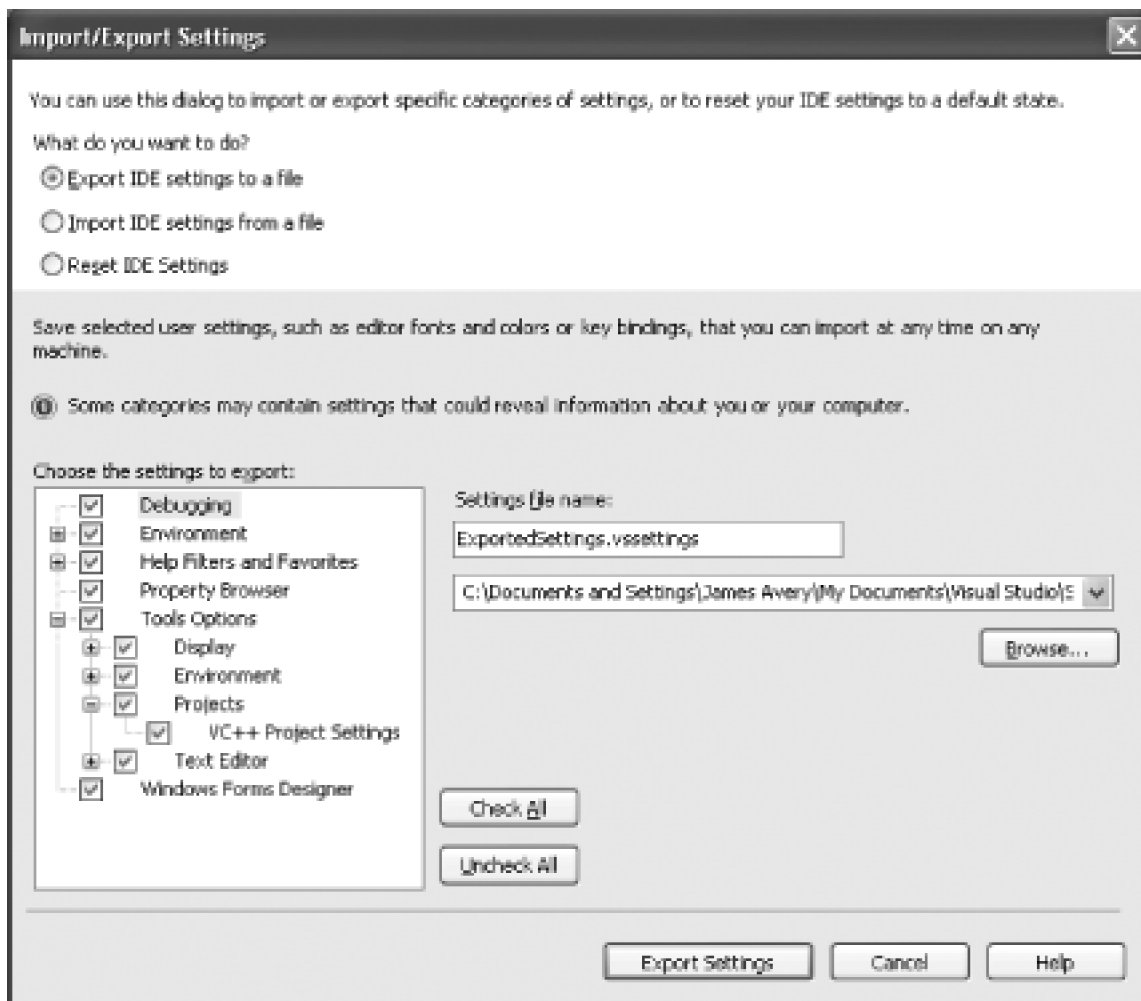 Import/Export Settings
You can use this dialog to import or export specific categories of settings, or to reset your IDE settings to a default state.
What do you want to do?
Export IDE settings to a file
Import IDE settings from a file
Reset IDE Settings
Save selected user settings, such as editor fonts and colors or key bindings, that you can import at any time on any
machine.
Some categories may contain settings that could reveal information about you or your computer.
Choose the settings to export:
Debugging
Environment
Help Filters and Favorites
Property Browser
Tools Options
Display
Environment
Projects
VC++ Project Settings
Text Editor
Windows Forms Designer
Settings file name:
ExportedSettings.vssettings
C:\Documents and Settings\James Avery\My Documents\Visual Studio\S
Browse...
Check All
Uncheck All
Export Settings
Cancel
Help